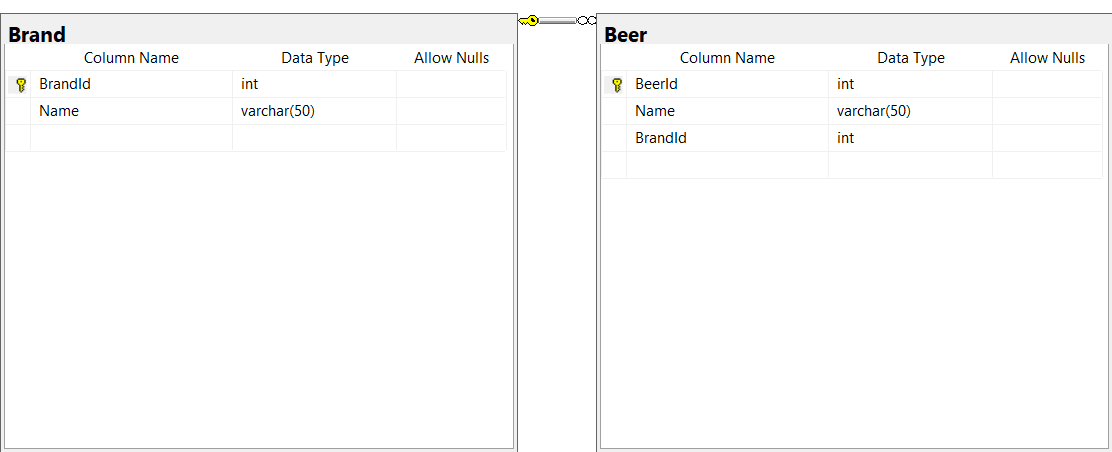 Brand
Column Name Data Type Allow Nulls
BrandId int
Name varchar(50)
Beer
Column Name Data Type Allow Nulls
BeerId int
Name varchar(50)
BrandId int